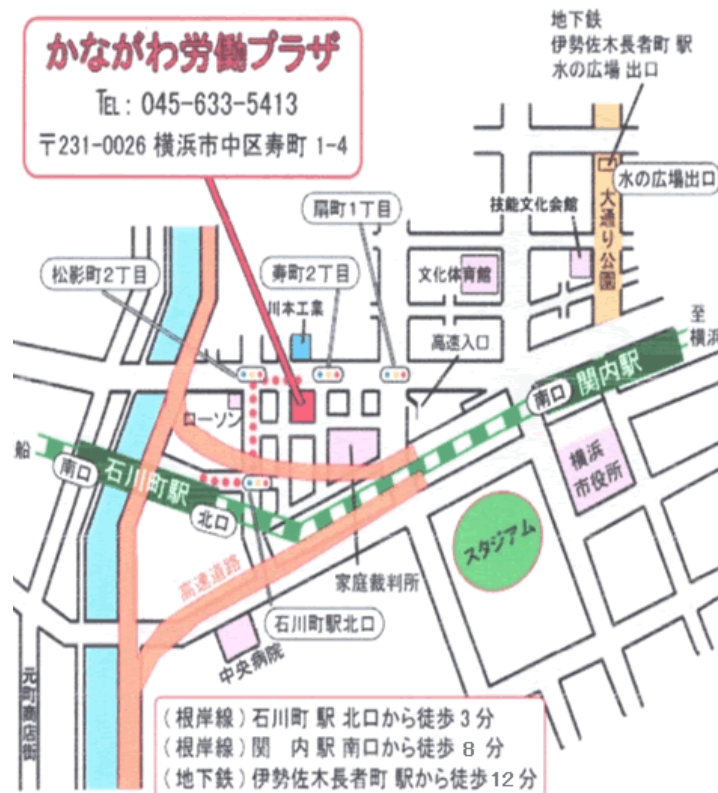 かながわ労働プラザ
TEL: 045-633-5413
〒231-0026 横浜市中区寿町 1-4
地下鉄
伊勢佐木長者町 駅
水の広場 出口
水の広場出口
大通り公園
技能文化会館
扇町1丁目
文化体育館
松影町2丁目
寿町2丁目
川本工業
高速入口
至
横浜
関内駅
南口
ローソン
船
南口
石川町駅
北口
横浜
市役所
スタジアム
高速道路
家庭裁判所
石川町駅北口
中央病院
元町商店街
(根岸線)石川町 駅 北口から徒歩 3 分
(根岸線)関 内 駅 南口から徒歩 8 分
(地下鉄)伊勢佐木長者町 駅から徒歩12分